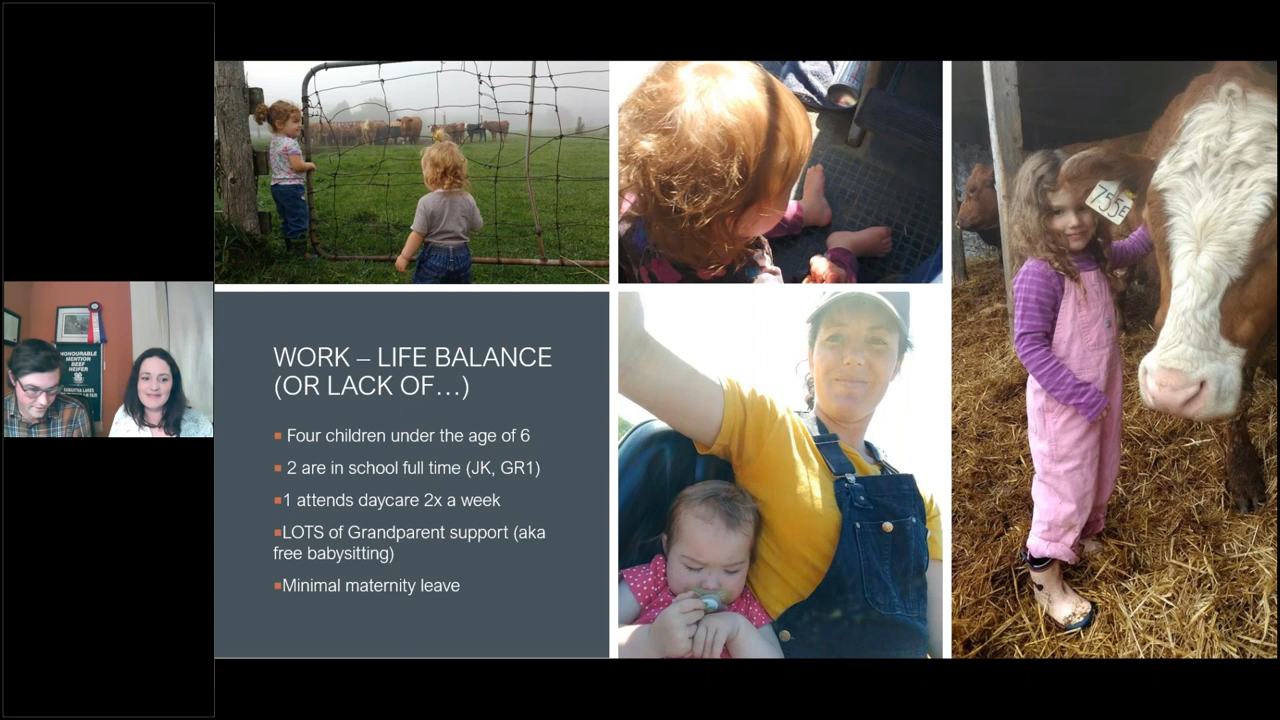 HONOURABLE
MENTION
BEEF
HEIFER
755E
WORK – LIFE BALANCE
(OR LACK OF…)
▪ Four children under the age of 6
▪ 2 are in school full time (JK, GR1)
▪1 attends daycare 2x a week
▪LOTS of Grandparent support (aka
free babysitting)
▪Minimal maternity leave